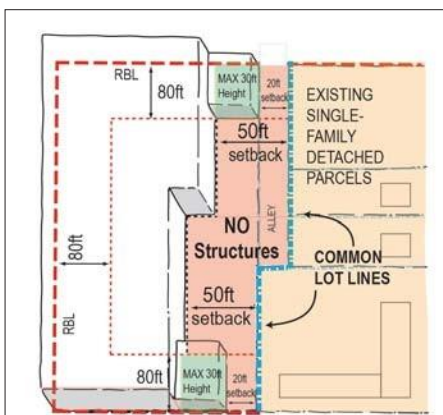 RBL
80ft
MAX 30ft
Height
20ft
setback
EXISTING
SINGLE-
FAMILY
DETACHED
PARCELS
50ft
setback
ALLEY
NO
Structures
COMMON
LOT LINES
80ft
RBL
50ft
setback
80ft
MAX 30ft
Height
20ft
setback